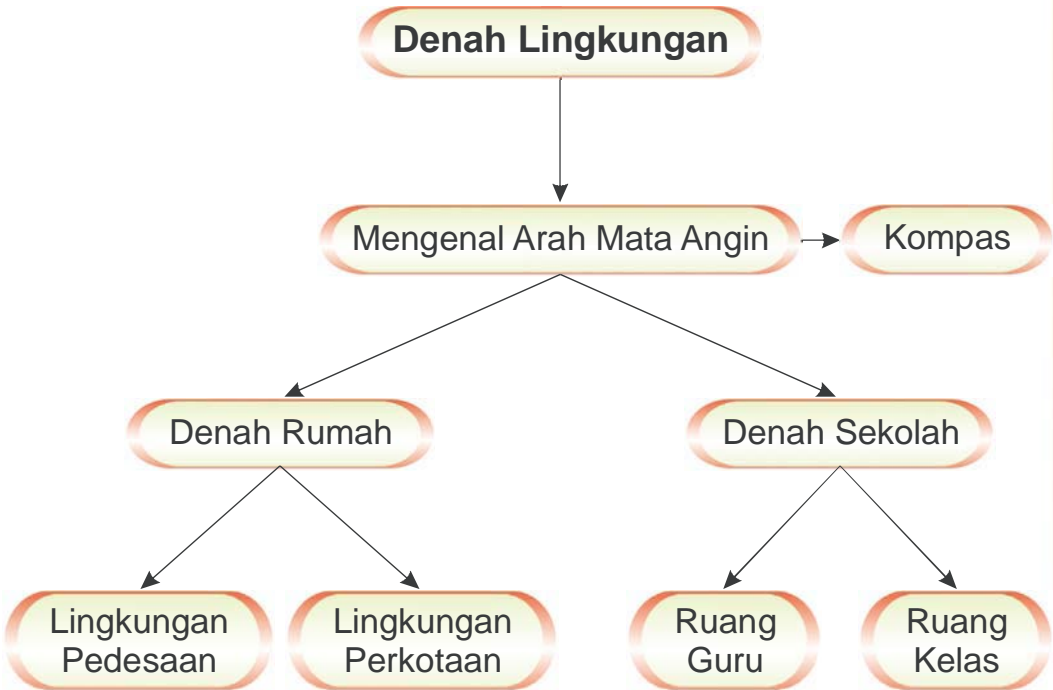 Denah Lingkungan
Mengenal Arah Mata Angin
Kompas
Denah Rumah
Denah Sekolah
Lingkungan
Pedesaan
Lingkungan
Perkotaan
Ruang
Guru
Ruang
Kelas